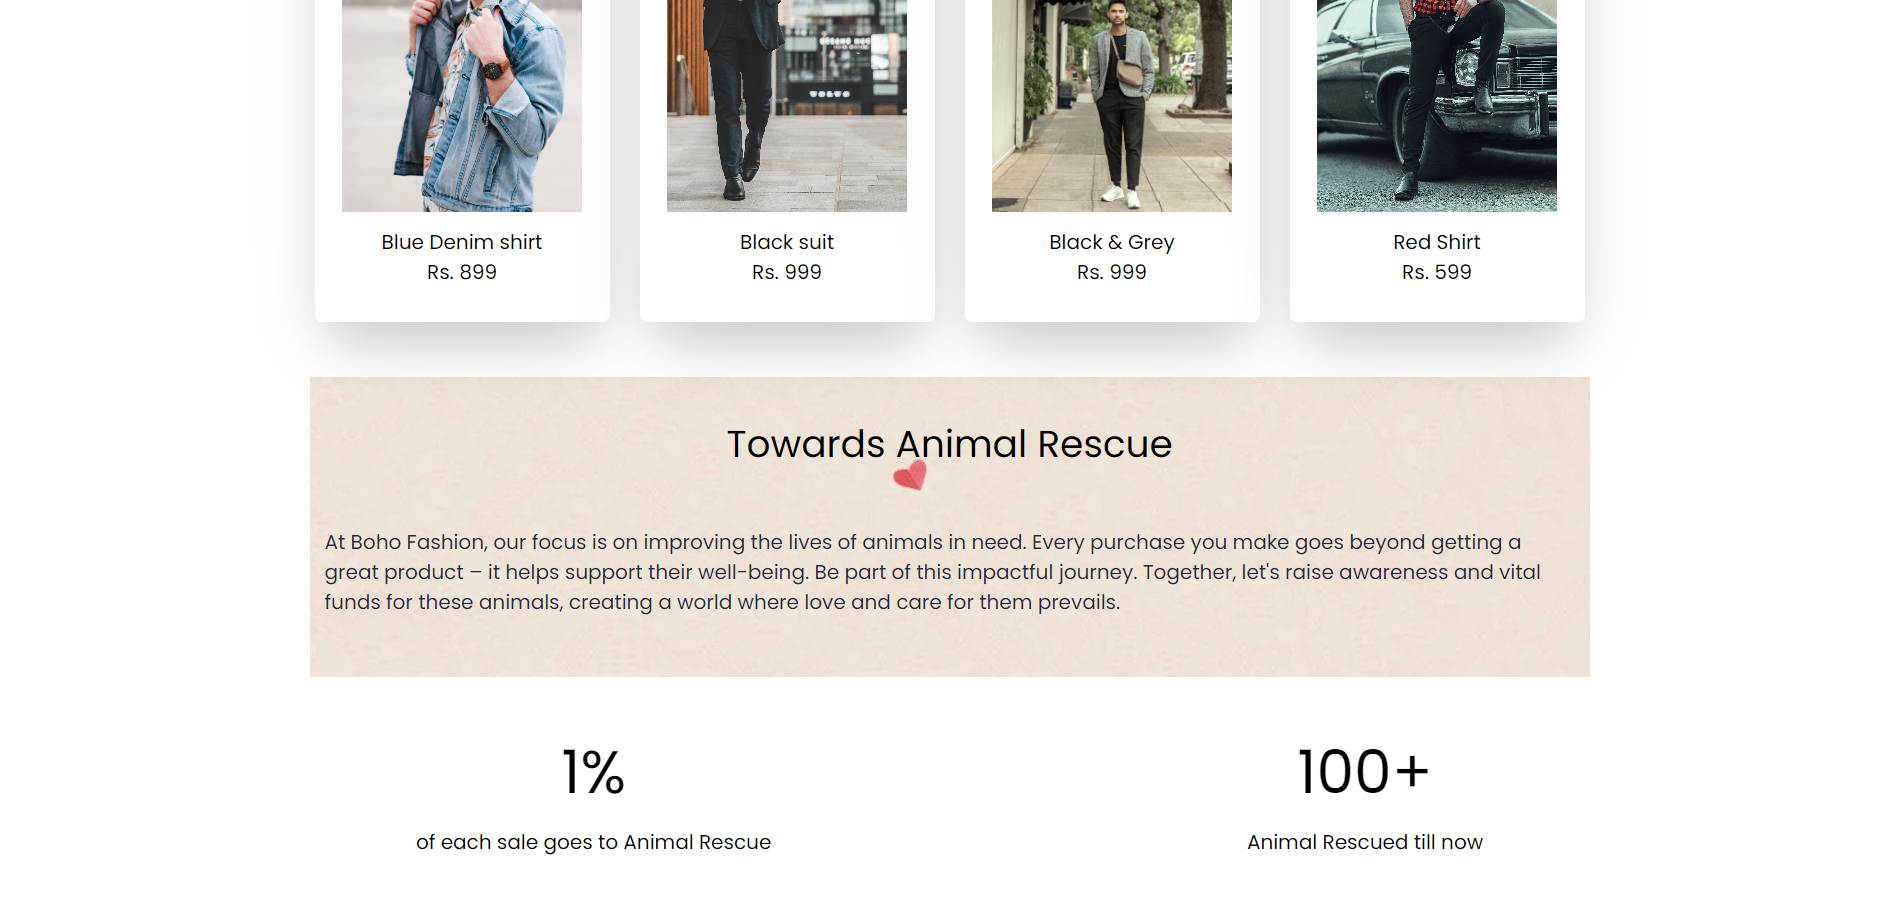 VOLVO
Blue Denim shirt
Rs. 899
Black suit
Rs. 999
Black & Grey
Rs. 999
Red Shirt
Rs. 599
Towards Animal Rescue
At Boho Fashion, our focus is on improving the lives of animals in need. Every purchase you make goes beyond getting a
great product – it helps support their well-being. Be part of this impactful journey. Together, let's raise awareness and vital
funds for these animals, creating a world where love and care for them prevails.
1%
of each sale goes to Animal Rescue
100+
Animal Rescued till now